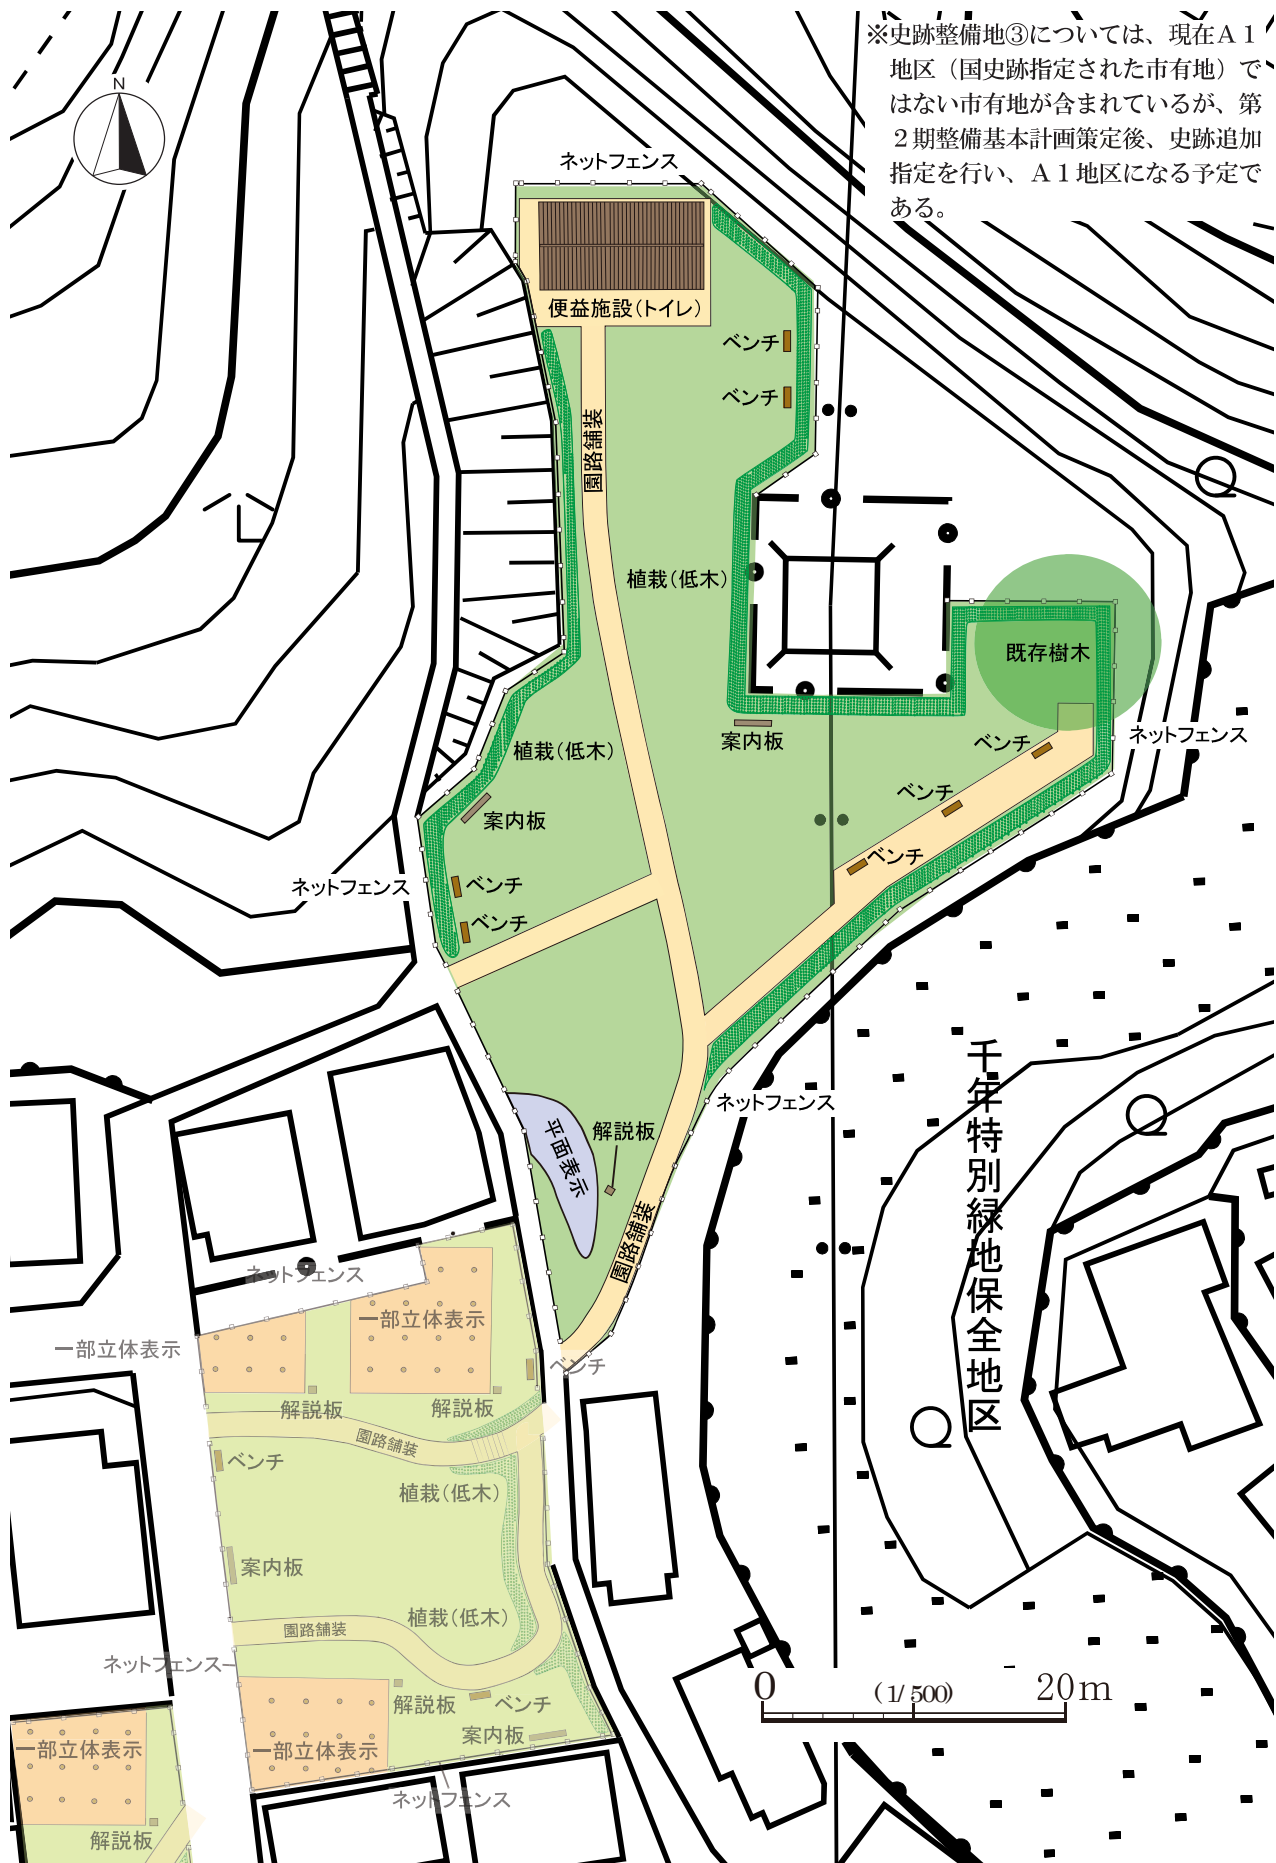 ※史跡整備地③については、現在Ａ１
地区（国史跡指定された市有地）で
はない市有地が含まれているが、第
２期整備基本計画策定後、史跡追加
指定を行い、Ａ１地区になる予定で
ある。
N
ネットフェンス
便益施設(トイレ)
ベンチ
ベンチ
園路舗装
植栽(低木)
既存樹木
案内板
ベンチ
ネットフェンス
植栽(低木)
ベンチ
案内板
ベンチ
ネットフェンス
ベンチ
ベンチ
千年特別緑地保全地区
ネットフェンス
平面表示
解説板
園路舗装
ネットフェンス
一部立体表示
一部立体表示
ベンチ
解説板
解説板
園路舗装
ベンチ
植栽(低木)
案内板
植栽(低木)
園路舗装
ネットフェンス
解説板
ベンチ
案内板
一部立体表示
一部立体表示
ネットフェンス
解説板
0
(1/500)
20m